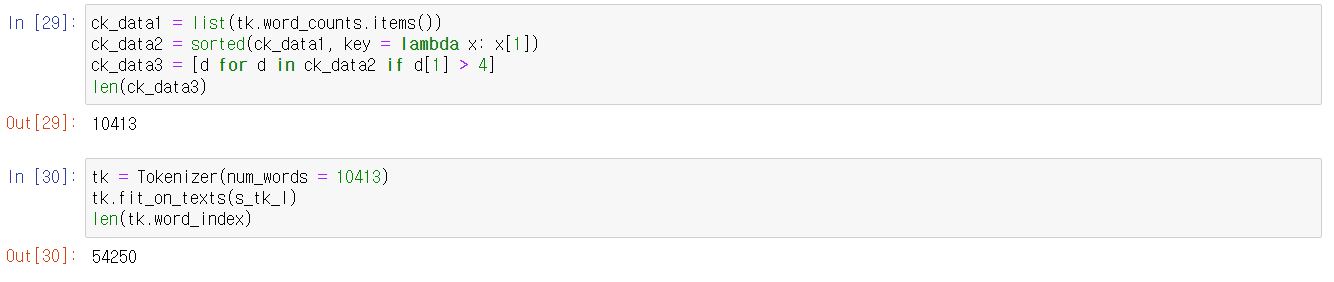 In [29]: ck_data1 = list(tk.word_counts.items())
ck_data2 = sorted(ck_data1, key = lambda x: x[1])
ck_data3 = [d for d in ck_data2 if d[1] > 4]
len(ck_data3)
Out[29]: 10413
In [30]: tk = Tokenizer(num_words = 10413)
tk.fit_on_texts(s_tk_l)
len(tk.word_index)
Out[30]: 54250